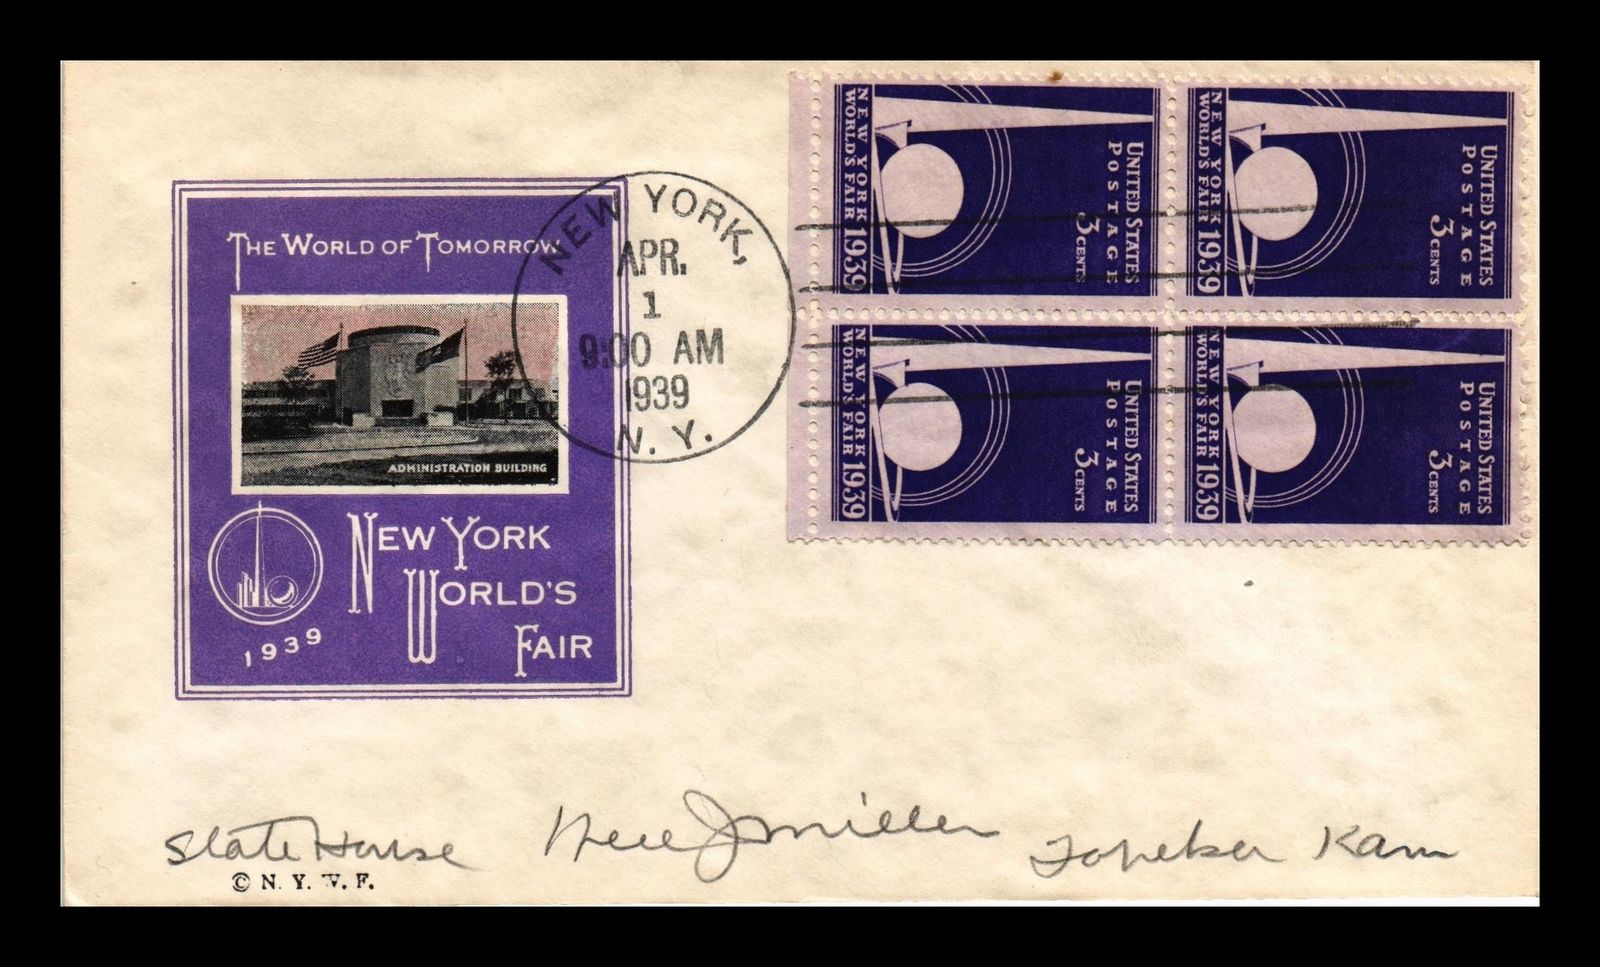 THE WORLD OF TOMORROW
ADMINISTRATION BUILDING
NEW YORK
WORLD'S
FAIR
1939
NEW YORK,
APR.
1
9:00 AM
1939
N. Y.
NEW YORK
WORLD'S FAIR 1939
UNITED STATES
POSTAGE
3 CENTS
NEW YORK
WORLD'S FAIR 1939
UNITED STATES
POSTAGE
3 CENTS
NEW YORK
WORLD'S FAIR 1939
UNITED STATES
POSTAGE
3 CENTS
NEW YORK
WORLD'S FAIR 1939
UNITED STATES
POSTAGE
3 CENTS
State House J Miller Topeka Kans
© N. Y. W. F.